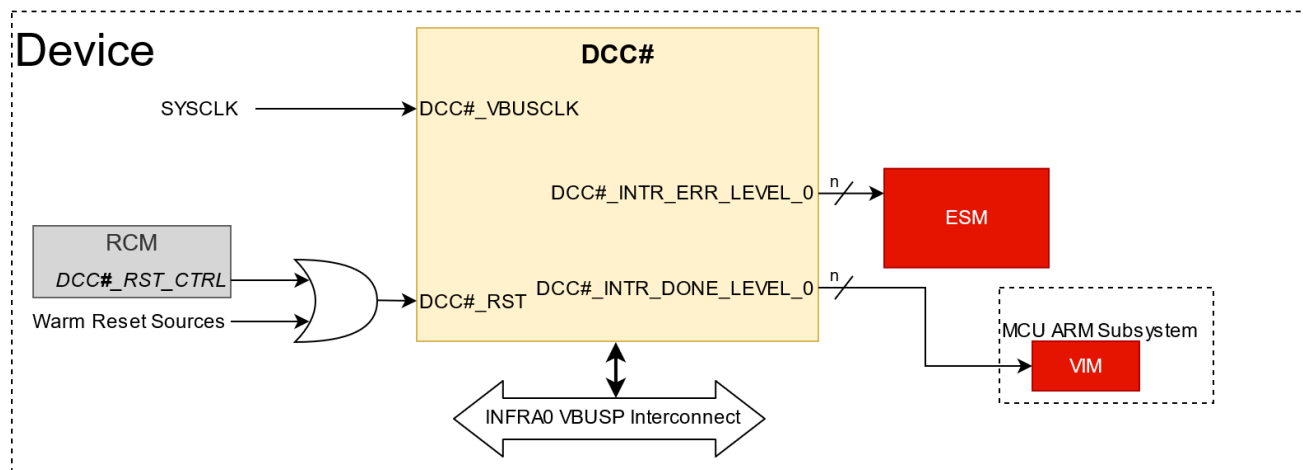 Device
DCC#
SYSCLK
DCC#_VBUSCLK
DCC#_INTR_ERR_LEVEL_0
n
ESM
RCM
DCC#_RST_CTRL
Warm Reset Sources
DCC#_RST
DCC#_INTR_DONE_LEVEL_0
n
MCU ARM Subsystem
VIM
INFRA0 VBUSP Interconnect